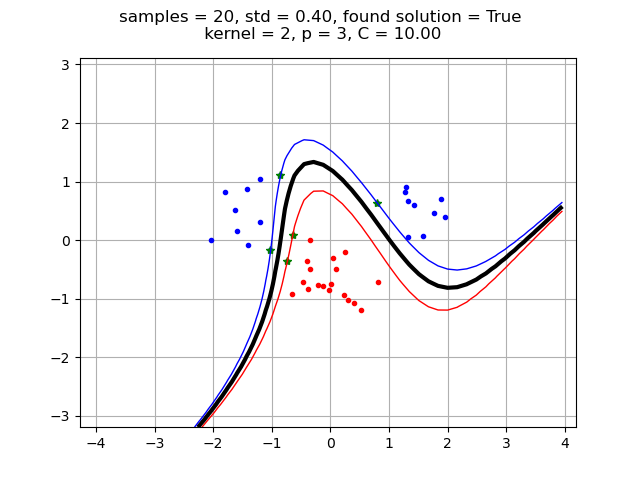 samples = 20, std = 0.40, found solution = True
kernel = 2, p = 3, C = 10.00
3
2
1
0
−1
−2
−3
−4 −3 −2 −1 0 1 2 3 4